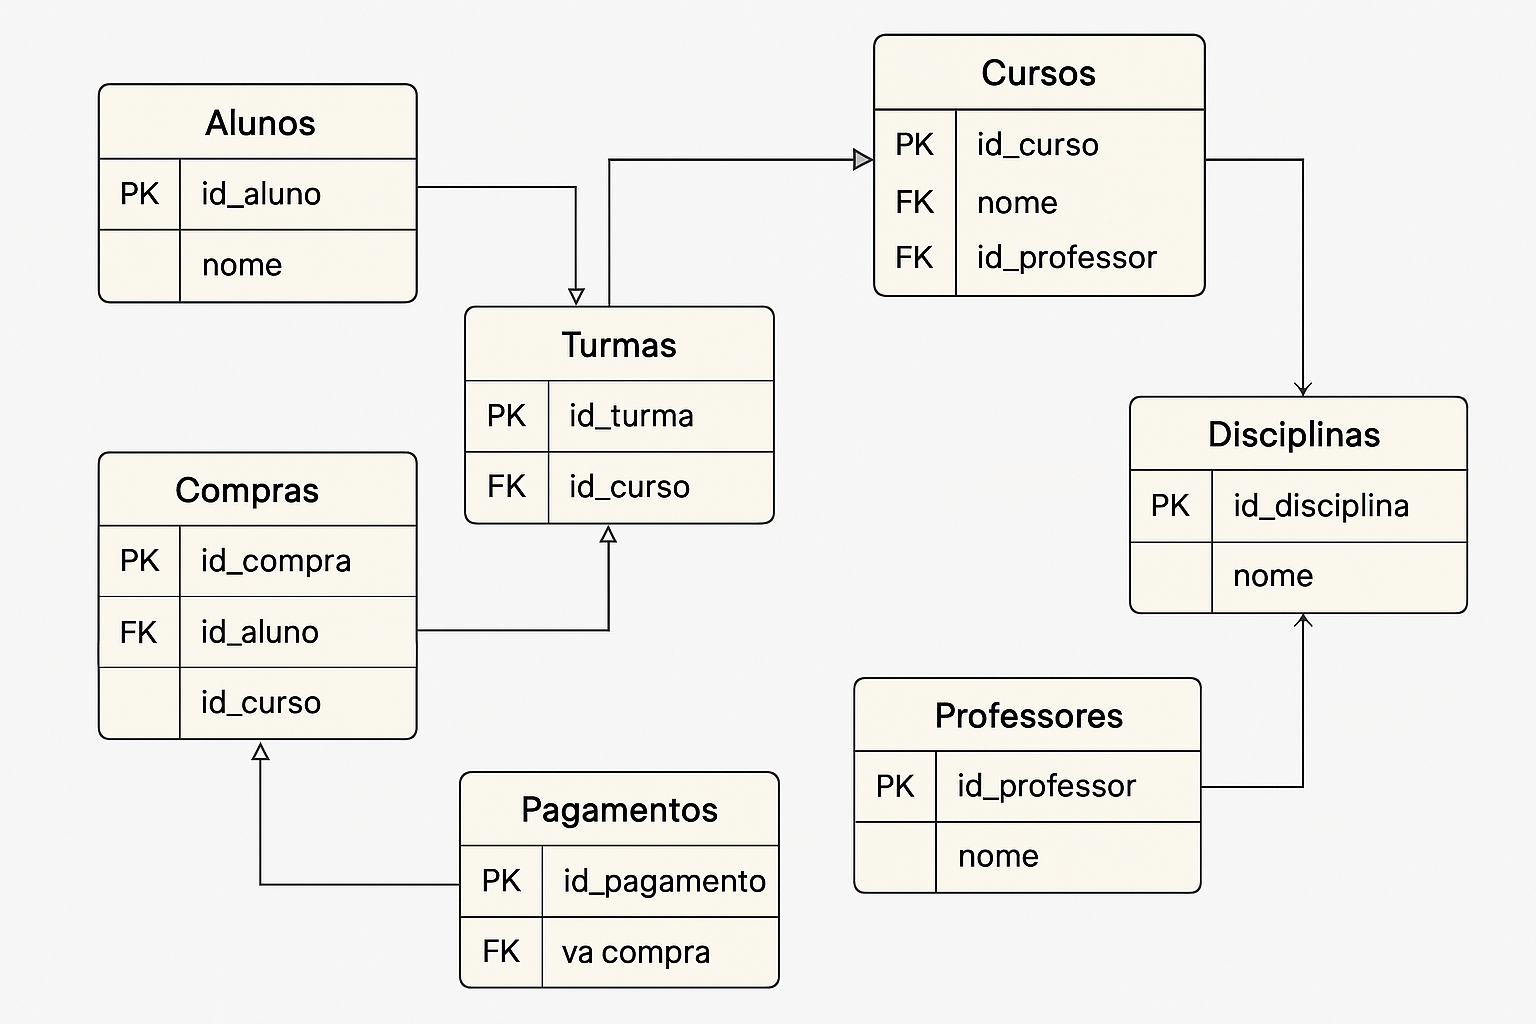 Alunos
PK id_aluno
nome
Cursos
PK id_curso
FK nome
FK id_professor
Turmas
PK id_turma
FK id_curso
Compras
PK id_compra
FK id_aluno
id_curso
Disciplinas
PK id_disciplina
nome
Professores
PK id_professor
nome
Pagamentos
PK id_pagamento
FK va compra